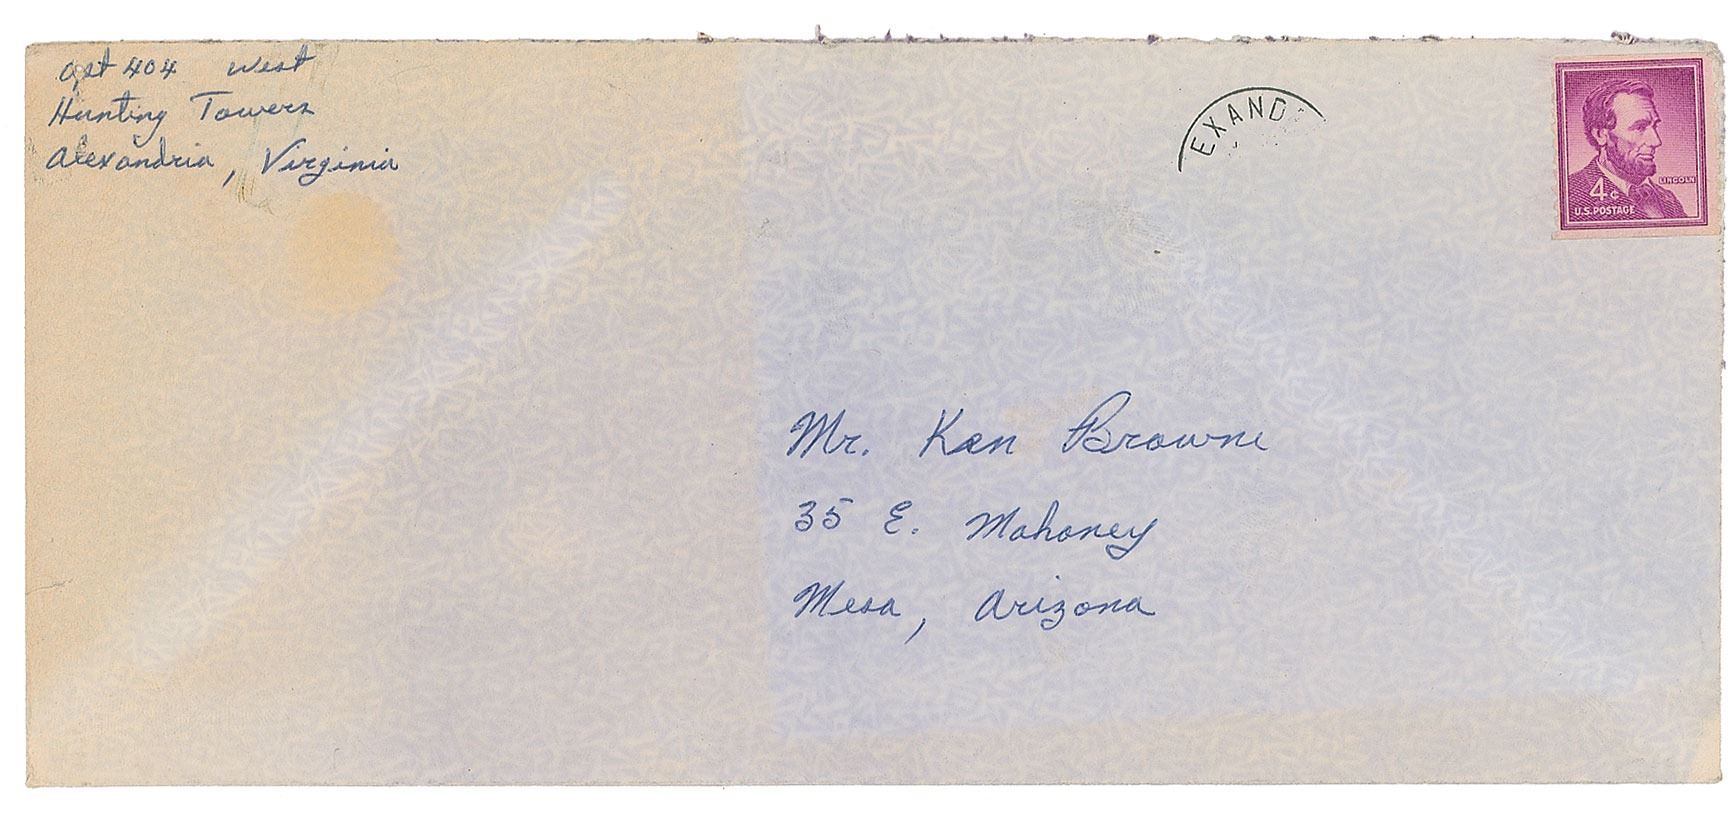 apt 404 West
Hunting Towers
Alexandria, Virginia
EXAND
LINCOLN
4¢
U.S. POSTAGE
Mr. Ken Browne
35 E. Mahoney
Mesa, Arizona